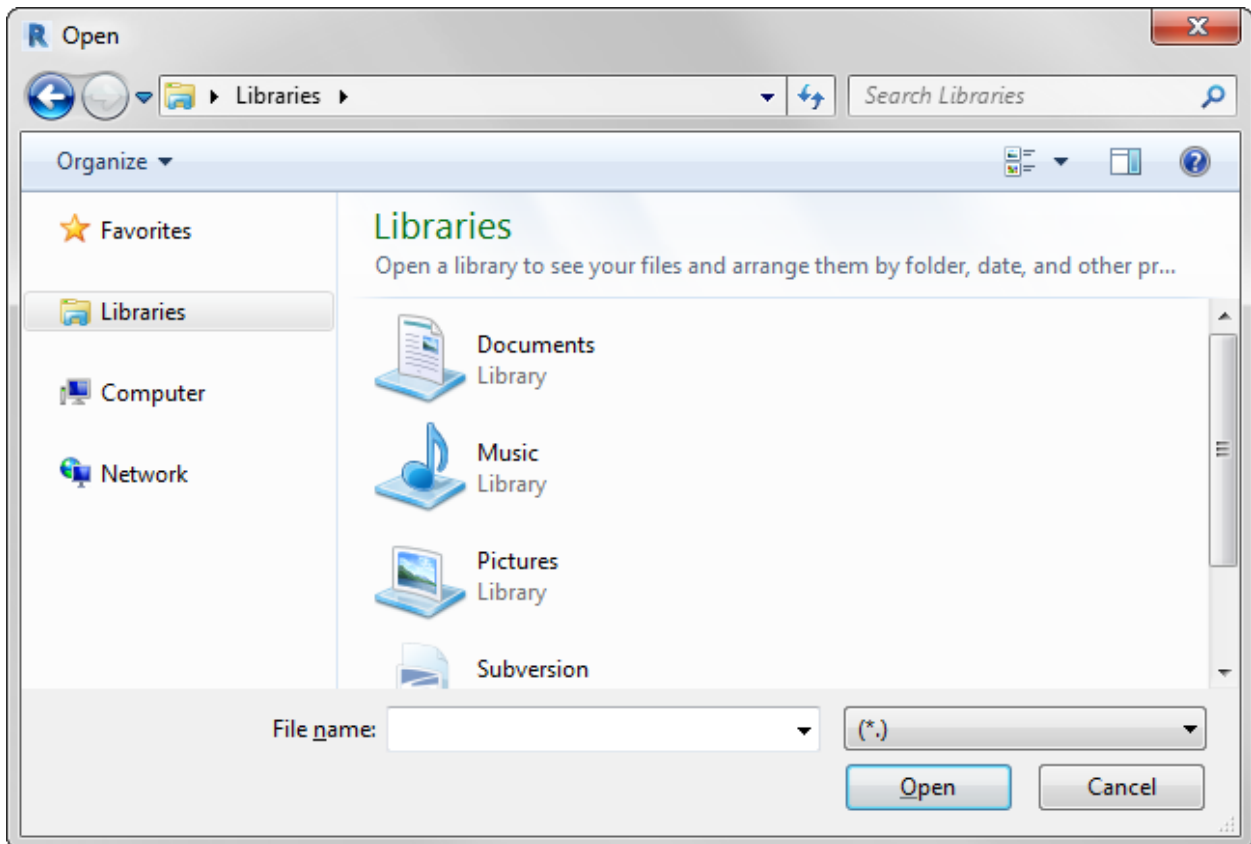 Open
Libraries
Search Libraries
Organize
Favorites
Libraries
Computer
Network
Libraries
Open a library to see your files and arrange them by folder, date, and other pr...
Documents
Library
Music
Library
Pictures
Library
Subversion
File name:
(*.)
Open
Cancel